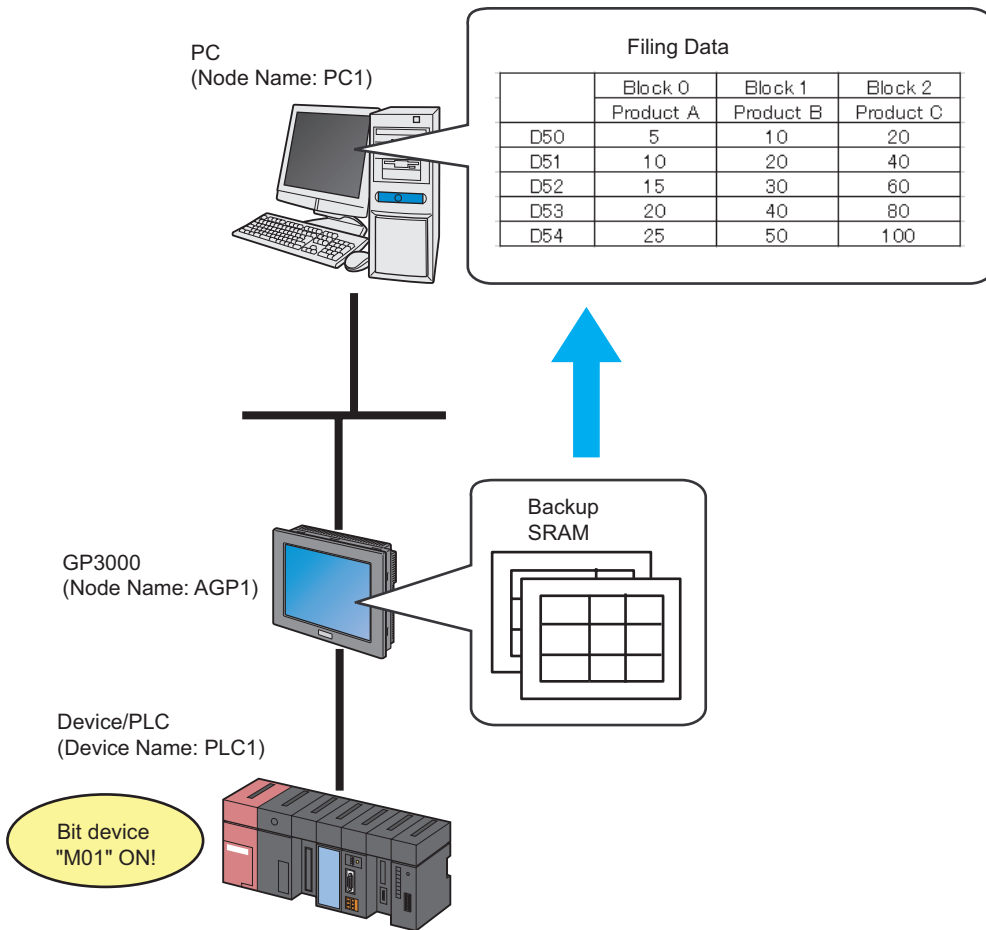 PC
(Node Name: PC1)
Filing Data
Block 0 Block 1 Block 2
Product A Product B Product C
D50 5 10 20
D51 10 20 40
D52 15 30 60
D53 20 40 80
D54 25 50 100
Backup
SRAM
GP3000
(Node Name: AGP1)
Device/PLC
(Device Name: PLC1)
Bit device
"M01" ON!